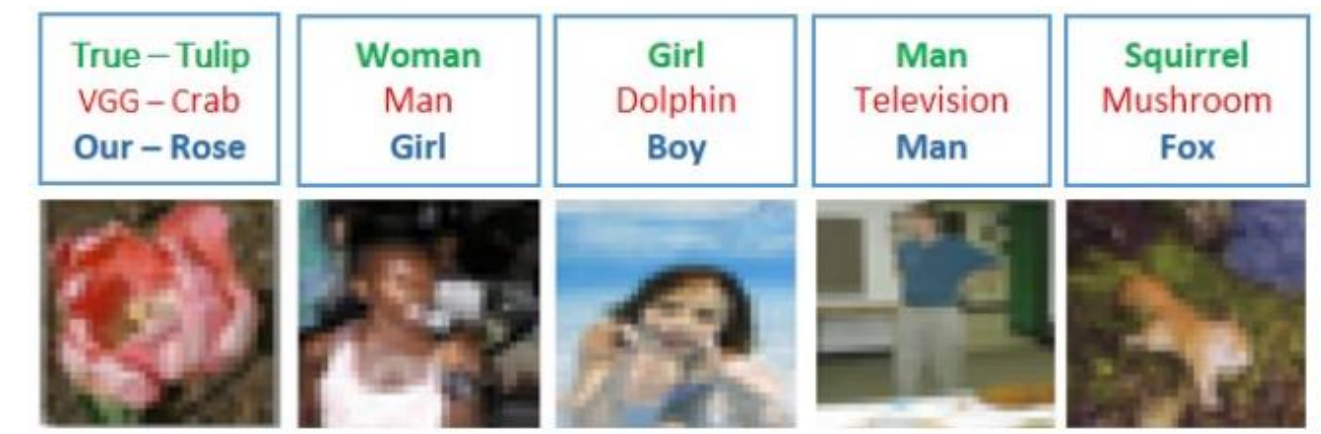 True – Tulip
VGG – Crab
Our – Rose
Woman
Man
Girl
Girl
Dolphin
Boy
Man
Television
Man
Squirrel
Mushroom
Fox